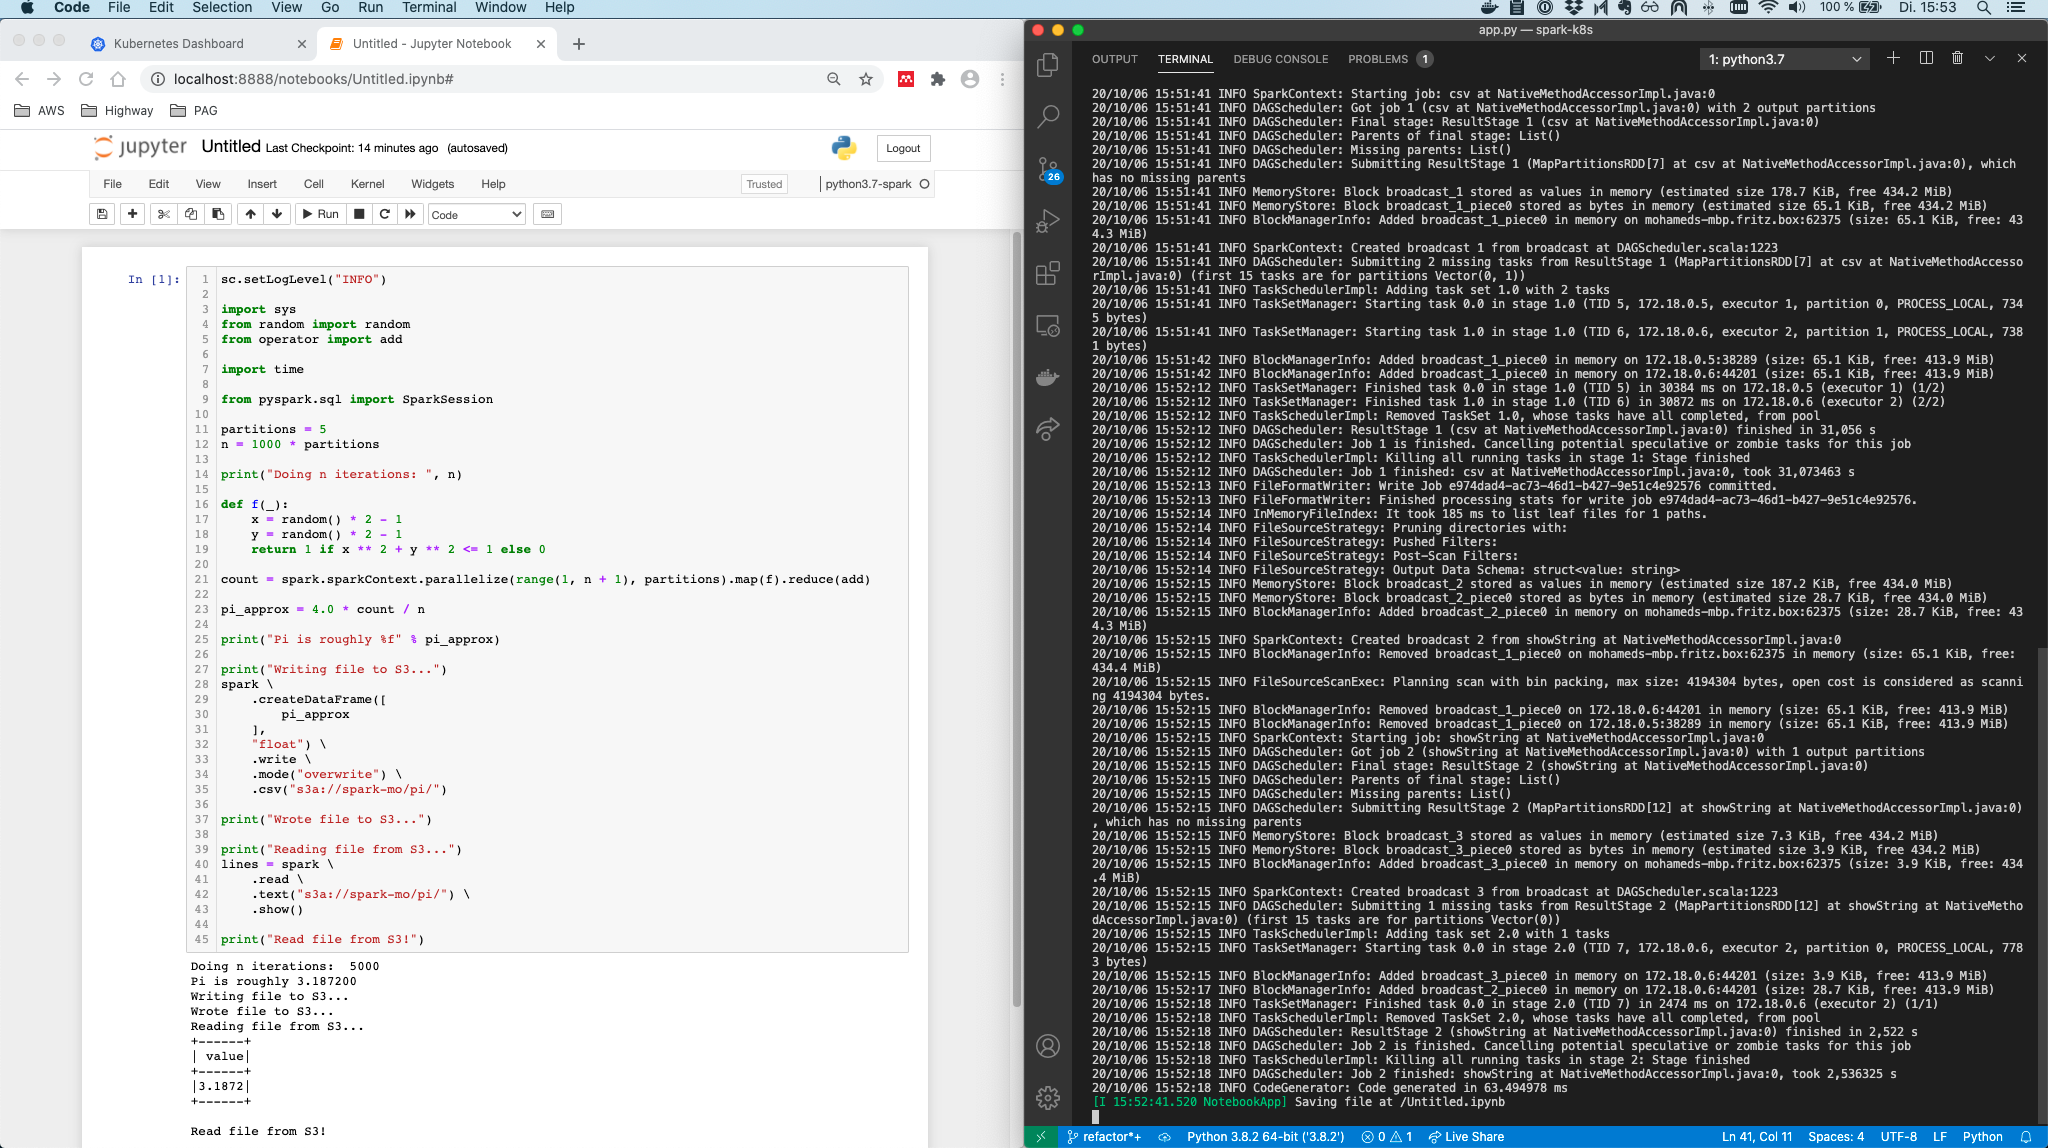 Code File Edit Selection View Go Run Terminal Window Help 100 % Di. 15:53
Kubernetes Dashboard
Untitled - Jupyter Notebook
localhost:8888/notebooks/Untitled.ipynb#
AWS Highway PAG
jupyter Untitled Last Checkpoint: 14 minutes ago (autosaved)
Logout
File Edit View Insert Cell Kernel Widgets Help
Trusted
python3.7-spark
Run
Code
In [1]:
1 sc.setLogLevel("INFO")
2
3 import sys
4 from random import random
5 from operator import add
6
7 import time
8
9 from pyspark.sql import SparkSession
10
11 partitions = 5
12 n = 1000 * partitions
13
14 print("Doing n iterations: ", n)
15
16 def f(_):
17 x = random() * 2 - 1
18 y = random() * 2 - 1
19 return 1 if x ** 2 + y ** 2 <= 1 else 0
20
21 count = spark.sparkContext.parallelize(range(1, n + 1), partitions).map(f).reduce(add)
22
23 pi_approx = 4.0 * count / n
24
25 print("Pi is roughly %f" % pi_approx)
26
27 print("Writing file to S3...")
28 spark \
29 .createDataFrame([
30 pi_approx
31 ],
32 "float") \
33 .write \
34 .mode("overwrite") \
35 .csv("s3a://spark-mo/pi/")
36
37 print("Wrote file to S3...")
38
39 print("Reading file from S3...")
40 lines = spark \
41 .read \
42 .text("s3a://spark-mo/pi/") \
43 .show()
44
45 print("Read file from S3!")
Doing n iterations:  5000
Pi is roughly 3.187200
Writing file to S3...
Wrote file to S3...
Reading file from S3...
+------+
| value|
+------+
|3.1872|
+------+
Read file from S3!
app.py — spark-k8s
OUTPUT TERMINAL DEBUG CONSOLE PROBLEMS 1
1: python3.7
26
20/10/06 15:51:41 INFO SparkContext: Starting job: csv at NativeMethodAccessorImpl.java:0
20/10/06 15:51:41 INFO DAGScheduler: Got job 1 (csv at NativeMethodAccessorImpl.java:0) with 2 output partitions
20/10/06 15:51:41 INFO DAGScheduler: Final stage: ResultStage 1 (csv at NativeMethodAccessorImpl.java:0)
20/10/06 15:51:41 INFO DAGScheduler: Parents of final stage: List()
20/10/06 15:51:41 INFO DAGScheduler: Missing parents: List()
20/10/06 15:51:41 INFO DAGScheduler: Submitting ResultStage 1 (MapPartitionsRDD[7] at csv at NativeMethodAccessorImpl.java:0), which
has no missing parents
20/10/06 15:51:41 INFO MemoryStore: Block broadcast_1 stored as values in memory (estimated size 178.7 KiB, free 434.2 MiB)
20/10/06 15:51:41 INFO MemoryStore: Block broadcast_1_piece0 stored as bytes in memory (estimated size 65.1 KiB, free 434.2 MiB)
20/10/06 15:51:41 INFO BlockManagerInfo: Added broadcast_1_piece0 in memory on mohameds-mbp.fritz.box:62375 (size: 65.1 KiB, free: 43
4.3 MiB)
20/10/06 15:51:41 INFO SparkContext: Created broadcast 1 from broadcast at DAGScheduler.scala:1223
20/10/06 15:51:41 INFO DAGScheduler: Submitting 2 missing tasks from ResultStage 1 (MapPartitionsRDD[7] at csv at NativeMethodAccesso
rImpl.java:0) (first 15 tasks are for partitions Vector(0, 1))
20/10/06 15:51:41 INFO TaskSchedulerImpl: Adding task set 1.0 with 2 tasks
20/10/06 15:51:41 INFO TaskSetManager: Starting task 0.0 in stage 1.0 (TID 5, 172.18.0.5, executor 1, partition 0, PROCESS_LOCAL, 734
5 bytes)
20/10/06 15:51:41 INFO TaskSetManager: Starting task 1.0 in stage 1.0 (TID 6, 172.18.0.6, executor 2, partition 1, PROCESS_LOCAL, 738
1 bytes)
20/10/06 15:51:42 INFO BlockManagerInfo: Added broadcast_1_piece0 in memory on 172.18.0.5:38289 (size: 65.1 KiB, free: 413.9 MiB)
20/10/06 15:51:42 INFO BlockManagerInfo: Added broadcast_1_piece0 in memory on 172.18.0.6:44201 (size: 65.1 KiB, free: 413.9 MiB)
20/10/06 15:52:12 INFO TaskSetManager: Finished task 0.0 in stage 1.0 (TID 5) in 30384 ms on 172.18.0.5 (executor 1) (1/2)
20/10/06 15:52:12 INFO TaskSetManager: Finished task 1.0 in stage 1.0 (TID 6) in 30872 ms on 172.18.0.6 (executor 2) (2/2)
20/10/06 15:52:12 INFO TaskSchedulerImpl: Removed TaskSet 1.0, whose tasks have all completed, from pool
20/10/06 15:52:12 INFO DAGScheduler: ResultStage 1 (csv at NativeMethodAccessorImpl.java:0) finished in 31,056 s
20/10/06 15:52:12 INFO DAGScheduler: Job 1 is finished. Cancelling potential speculative or zombie tasks for this job
20/10/06 15:52:12 INFO TaskSchedulerImpl: Killing all running tasks in stage 1: Stage finished
20/10/06 15:52:12 INFO DAGScheduler: Job 1 finished: csv at NativeMethodAccessorImpl.java:0, took 31,073463 s
20/10/06 15:52:13 INFO FileFormatWriter: Write Job e974dad4-ac73-46d1-b427-9e51c4e92576 committed.
20/10/06 15:52:13 INFO FileFormatWriter: Finished processing stats for write job e974dad4-ac73-46d1-b427-9e51c4e92576.
20/10/06 15:52:14 INFO InMemoryFileIndex: It took 185 ms to list leaf files for 1 paths.
20/10/06 15:52:14 INFO FileSourceStrategy: Pruning directories with:
20/10/06 15:52:14 INFO FileSourceStrategy: Pushed Filters:
20/10/06 15:52:14 INFO FileSourceStrategy: Post-Scan Filters:
20/10/06 15:52:14 INFO FileSourceStrategy: Output Data Schema: struct<value: string>
20/10/06 15:52:15 INFO MemoryStore: Block broadcast_2 stored as values in memory (estimated size 187.2 KiB, free 434.0 MiB)
20/10/06 15:52:15 INFO MemoryStore: Block broadcast_2_piece0 stored as bytes in memory (estimated size 28.7 KiB, free 434.0 MiB)
20/10/06 15:52:15 INFO BlockManagerInfo: Added broadcast_2_piece0 in memory on mohameds-mbp.fritz.box:62375 (size: 28.7 KiB, free: 43
4.3 MiB)
20/10/06 15:52:15 INFO SparkContext: Created broadcast 2 from showString at NativeMethodAccessorImpl.java:0
20/10/06 15:52:15 INFO BlockManagerInfo: Removed broadcast_1_piece0 on mohameds-mbp.fritz.box:62375 in memory (size: 65.1 KiB, free:
434.4 MiB)
20/10/06 15:52:15 INFO FileSourceScanExec: Planning scan with bin packing, max size: 4194304 bytes, open cost is considered as scanni
ng 4194304 bytes.
20/10/06 15:52:15 INFO BlockManagerInfo: Removed broadcast_1_piece0 on 172.18.0.6:44201 in memory (size: 65.1 KiB, free: 413.9 MiB)
20/10/06 15:52:15 INFO BlockManagerInfo: Removed broadcast_1_piece0 on 172.18.0.5:38289 in memory (size: 65.1 KiB, free: 413.9 MiB)
20/10/06 15:52:15 INFO SparkContext: Starting job: showString at NativeMethodAccessorImpl.java:0
20/10/06 15:52:15 INFO DAGScheduler: Got job 2 (showString at NativeMethodAccessorImpl.java:0) with 1 output partitions
20/10/06 15:52:15 INFO DAGScheduler: Final stage: ResultStage 2 (showString at NativeMethodAccessorImpl.java:0)
20/10/06 15:52:15 INFO DAGScheduler: Parents of final stage: List()
20/10/06 15:52:15 INFO DAGScheduler: Missing parents: List()
20/10/06 15:52:15 INFO DAGScheduler: Submitting ResultStage 2 (MapPartitionsRDD[12] at showString at NativeMethodAccessorImpl.java:0)
, which has no missing parents
20/10/06 15:52:15 INFO MemoryStore: Block broadcast_3 stored as values in memory (estimated size 7.3 KiB, free 434.2 MiB)
20/10/06 15:52:15 INFO MemoryStore: Block broadcast_3_piece0 stored as bytes in memory (estimated size 3.9 KiB, free 434.2 MiB)
20/10/06 15:52:15 INFO BlockManagerInfo: Added broadcast_3_piece0 in memory on mohameds-mbp.fritz.box:62375 (size: 3.9 KiB, free: 434
.4 MiB)
20/10/06 15:52:15 INFO SparkContext: Created broadcast 3 from broadcast at DAGScheduler.scala:1223
20/10/06 15:52:15 INFO DAGScheduler: Submitting 1 missing tasks from ResultStage 2 (MapPartitionsRDD[12] at showString at NativeMetho
dAccessorImpl.java:0) (first 15 tasks are for partitions Vector(0))
20/10/06 15:52:15 INFO TaskSchedulerImpl: Adding task set 2.0 with 1 tasks
20/10/06 15:52:15 INFO TaskSetManager: Starting task 0.0 in stage 2.0 (TID 7, 172.18.0.6, executor 2, partition 0, PROCESS_LOCAL, 778
3 bytes)
20/10/06 15:52:15 INFO BlockManagerInfo: Added broadcast_3_piece0 in memory on 172.18.0.6:44201 (size: 3.9 KiB, free: 413.9 MiB)
20/10/06 15:52:17 INFO BlockManagerInfo: Added broadcast_2_piece0 in memory on 172.18.0.6:44201 (size: 28.7 KiB, free: 413.9 MiB)
20/10/06 15:52:18 INFO TaskSetManager: Finished task 0.0 in stage 2.0 (TID 7) in 2474 ms on 172.18.0.6 (executor 2) (1/1)
20/10/06 15:52:18 INFO TaskSchedulerImpl: Removed TaskSet 2.0, whose tasks have all completed, from pool
20/10/06 15:52:18 INFO DAGScheduler: ResultStage 2 (showString at NativeMethodAccessorImpl.java:0) finished in 2,522 s
20/10/06 15:52:18 INFO DAGScheduler: Job 2 is finished. Cancelling potential speculative or zombie tasks for this job
20/10/06 15:52:18 INFO TaskSchedulerImpl: Killing all running tasks in stage 2: Stage finished
20/10/06 15:52:18 INFO DAGScheduler: Job 2 finished: showString at NativeMethodAccessorImpl.java:0, took 2,536325 s
20/10/06 15:52:18 INFO CodeGenerator: Code generated in 63.494978 ms
[I 15:52:41.520 NotebookApp] Saving file at /Untitled.ipynb
refactor*+ Python 3.8.2 64-bit ('3.8.2') 0 1 Live Share Ln 41, Col 11 Spaces: 4 UTF-8 LF Python